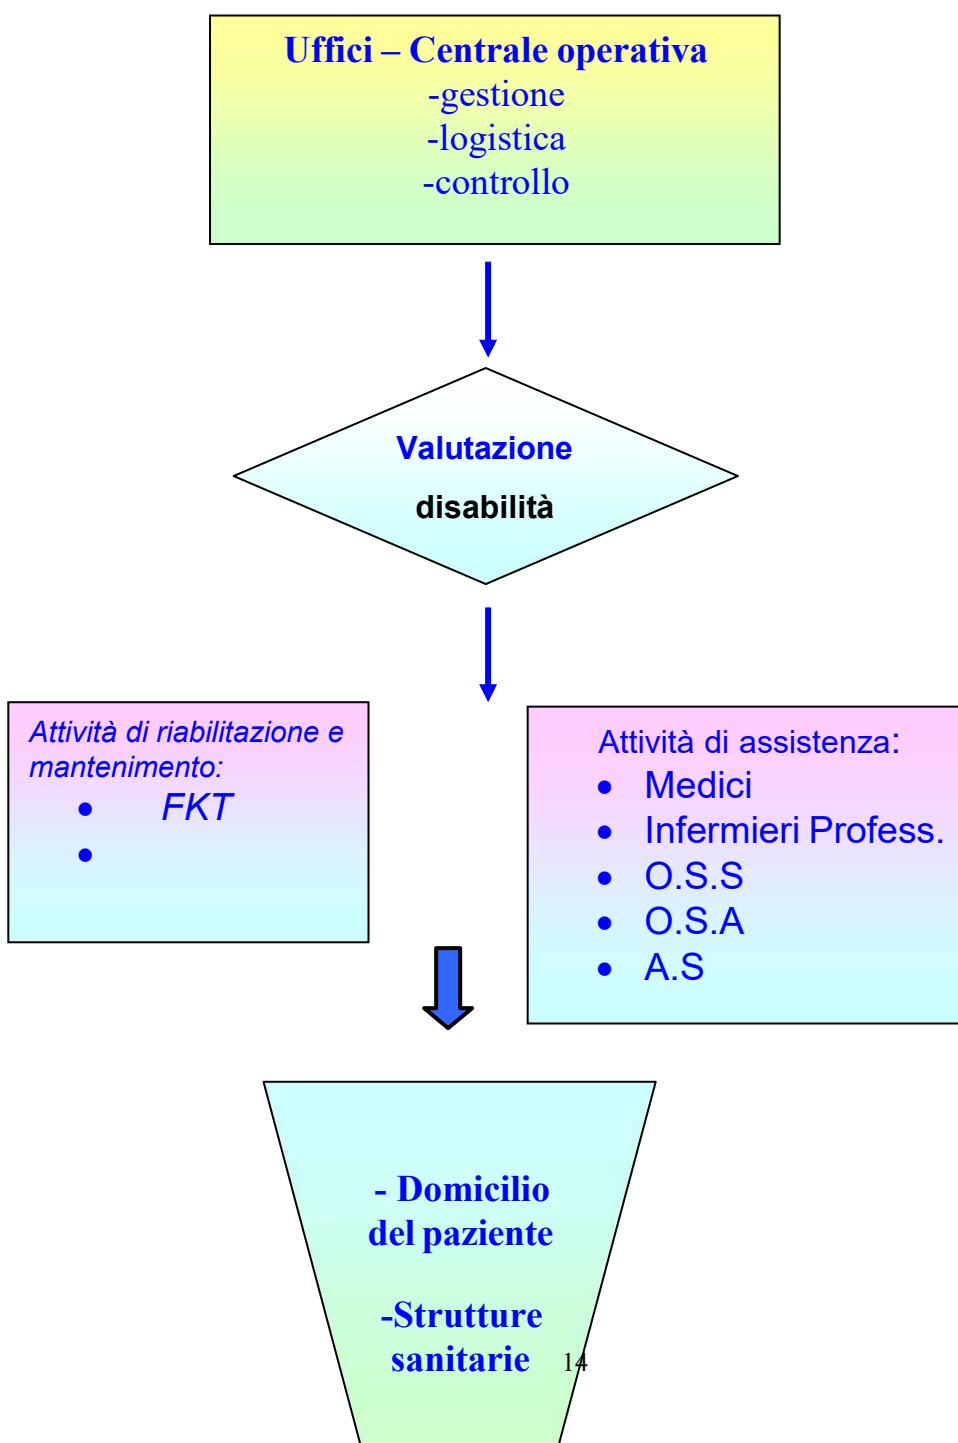 Uffici – Centrale operativa
-gestione
-logistica
-controllo
Valutazione
disabilità
Attività di riabilitazione e
mantenimento:
• FKT
•
Attività di assistenza:
• Medici
• Infermieri Profess.
• O.S.S
• O.S.A
• A.S
- Domicilio
del paziente
-Strutture
sanitarie
14